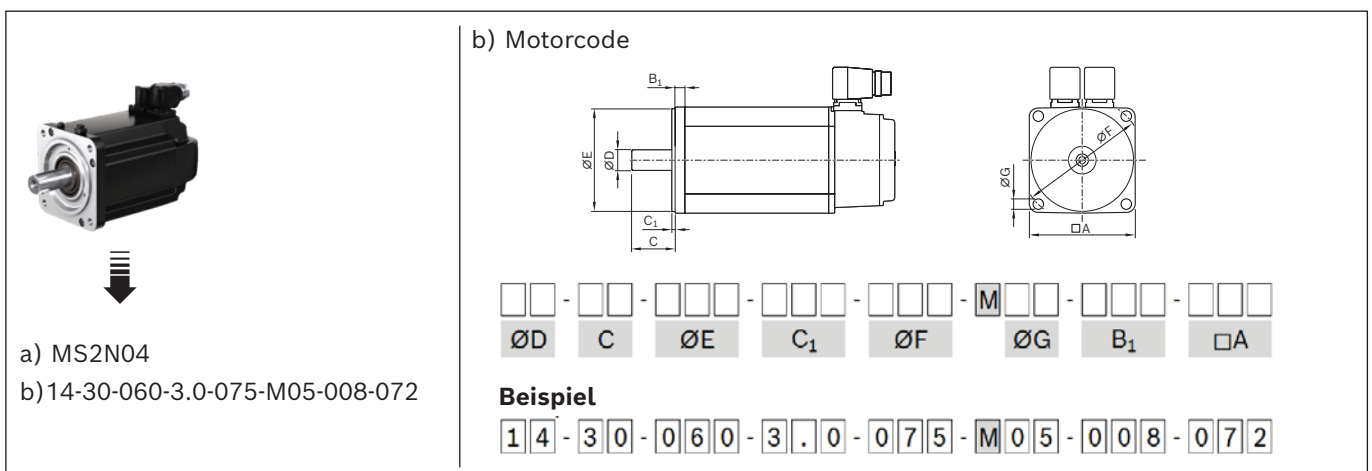 a) MS2N04
b)14-30-060-3.0-075-M05-008-072
b) Motorcode
B₁
ØE
ØD
C₁
C
ØF
ØG
□A
- - - - - M - -
ØD C ØE C₁ ØF ØG B₁ □A
Beispiel
14-30-060-3.0-075-M05-008-072